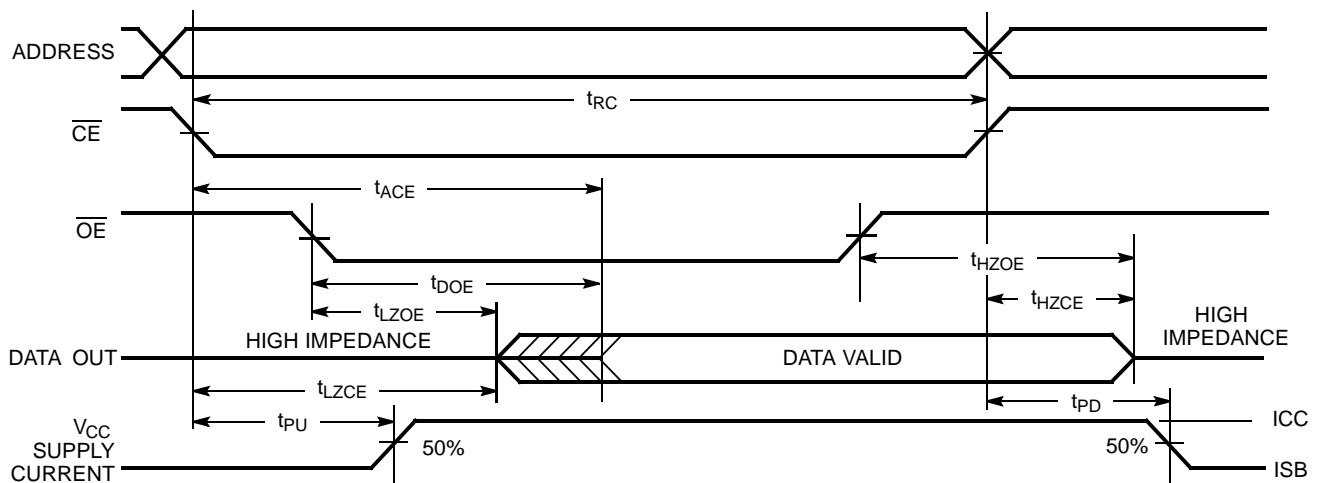 ADDRESS
tRC
CE
tACE
OE
tHZOE
tDOE
tHZCE
tLZOE
HIGH IMPEDANCE
HIGH
IMPEDANCE
DATA OUT
DATA VALID
tLZCE
tPD
tPU
VCC
SUPPLY
CURRENT
50%
50%
ICC
ISB